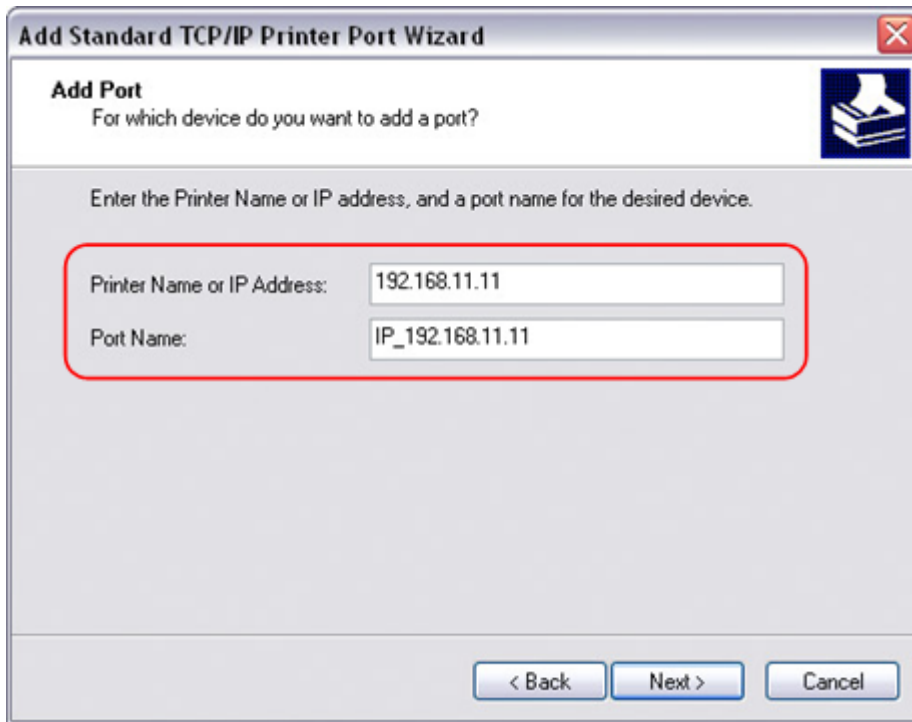 Add Standard TCP/IP Printer Port Wizard
Add Port
For which device do you want to add a port?
Enter the Printer Name or IP address, and a port name for the desired device.
Printer Name or IP Address: 192.168.11.11
Port Name: IP_192.168.11.11
< Back Next > Cancel